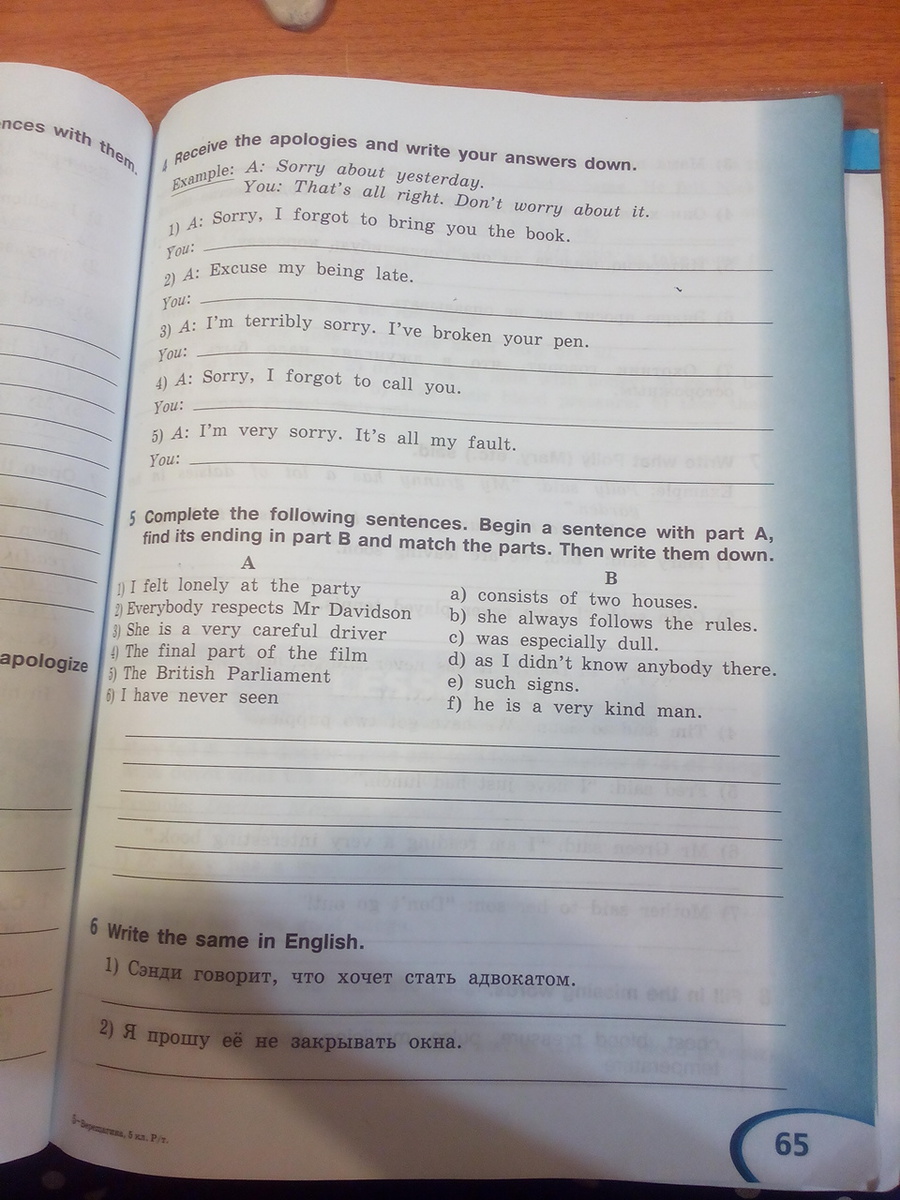 nces with them.
apologize
4 Receive the apologies and write your answers down.
Example: A: Sorry about yesterday.
You: That's all right. Don't worry about it.
1) A: Sorry, I forgot to bring you the book.
You:
2) A: Excuse my being late.
You:
3) A: I'm terribly sorry. I've broken your pen.
You:
4) A: Sorry, I forgot to call you.
You:
5) A: I'm very sorry. It's all my fault.
You:
5 Complete the following sentences. Begin a sentence with part A,
find its ending in part B and match the parts. Then write them down.
A
1) I felt lonely at the party
2) Everybody respects Mr Davidson
3) She is a very careful driver
4) The final part of the film
5) The British Parliament
6) I have never seen
B
a) consists of two houses.
b) she always follows the rules.
c) was especially dull.
d) as I didn't know anybody there.
e) such signs.
f) he is a very kind man.
6 Write the same in English.
1) Сэнди говорит, что хочет стать адвокатом.
2) Я прошу её не закрывать окна.
5–Верещагина, 5 кл. Р/т.
65